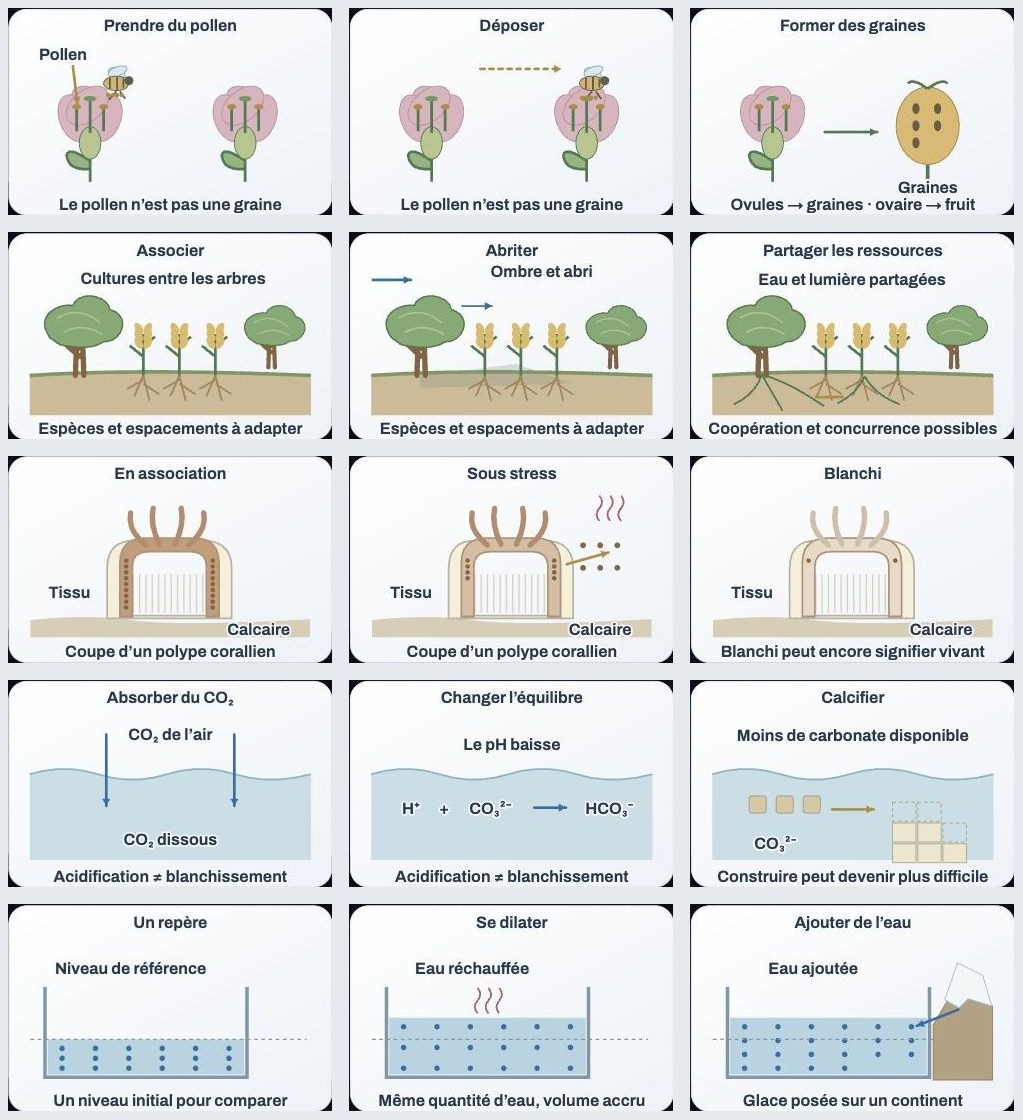 Prendre du pollen
Pollen
Le pollen n’est pas une graine
Déposer
Le pollen n’est pas une graine
Former des graines
Graines
Ovules → graines · ovaire → fruit
Associer
Cultures entre les arbres
Espèces et espacements à adapter
Abriter
Ombre et abri
Espèces et espacements à adapter
Partager les ressources
Eau et lumière partagées
Coopération et concurrence possibles
En association
Tissu
Calcaire
Coupe d’un polype corallien
Sous stress
Tissu
Calcaire
Coupe d’un polype corallien
Blanchi
Tissu
Calcaire
Blanchi peut encore signifier vivant
Absorber du CO₂
CO₂ de l’air
CO₂ dissous
Acidification ≠ blanchissement
Changer l’équilibre
Le pH baisse
H⁺ + CO₃²⁻ → HCO₃⁻
Acidification ≠ blanchissement
Calcifier
Moins de carbonate disponible
CO₃²⁻
Construire peut devenir plus difficile
Un repère
Niveau de référence
Un niveau initial pour comparer
Se dilater
Eau réchauffée
Même quantité d’eau, volume accru
Ajouter de l’eau
Eau ajoutée
Glace posée sur un continent